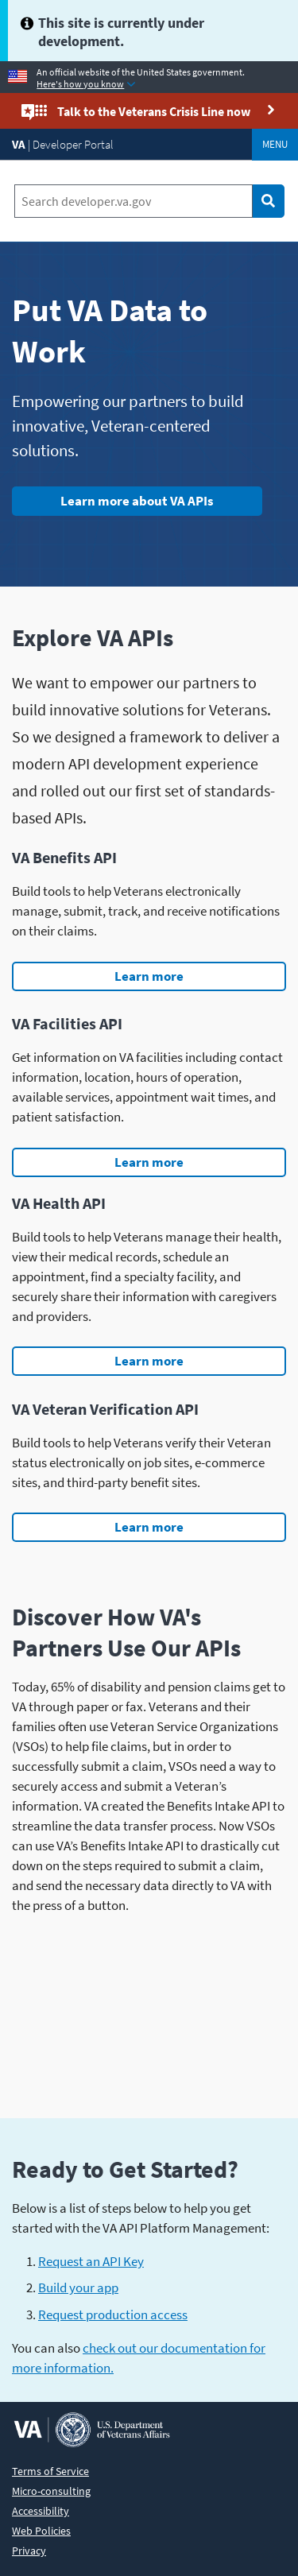 This site is currently under
development.
An official website of the United States government.
Here's how you know
Talk to the Veterans Crisis Line now
VA | Developer Portal
MENU
Search developer.va.gov
Put VA Data to
Work
Empowering our partners to build
innovative, Veteran-centered
solutions.
Learn more about VA APIs
Explore VA APIs
We want to empower our partners to
build innovative solutions for Veterans.
So we designed a framework to deliver a
modern API development experience
and rolled out our first set of standards-
based APIs.
VA Benefits API
Build tools to help Veterans electronically
manage, submit, track, and receive notifications
on their claims.
Learn more
VA Facilities API
Get information on VA facilities including contact
information, location, hours of operation,
available services, appointment wait times, and
patient satisfaction.
Learn more
VA Health API
Build tools to help Veterans manage their health,
view their medical records, schedule an
appointment, find a specialty facility, and
securely share their information with caregivers
and providers.
Learn more
VA Veteran Verification API
Build tools to help Veterans verify their Veteran
status electronically on job sites, e-commerce
sites, and third-party benefit sites.
Learn more
Discover How VA's
Partners Use Our APIs
Today, 65% of disability and pension claims get to
VA through paper or fax. Veterans and their
families often use Veteran Service Organizations
(VSOs) to help file claims, but in order to
successfully submit a claim, VSOs need a way to
securely access and submit a Veteran’s
information. VA created the Benefits Intake API to
streamline the data transfer process. Now VSOs
can use VA’s Benefits Intake API to drastically cut
down on the steps required to submit a claim,
and send the necessary data directly to VA with
the press of a button.
Ready to Get Started?
Below is a list of steps below to help you get
started with the VA API Platform Management:
1. Request an API Key
2. Build your app
3. Request production access
You can also check out our documentation for
more information.
VA
U.S. Department
of Veterans Affairs
Terms of Service
Micro-consulting
Accessibility
Web Policies
Privacy